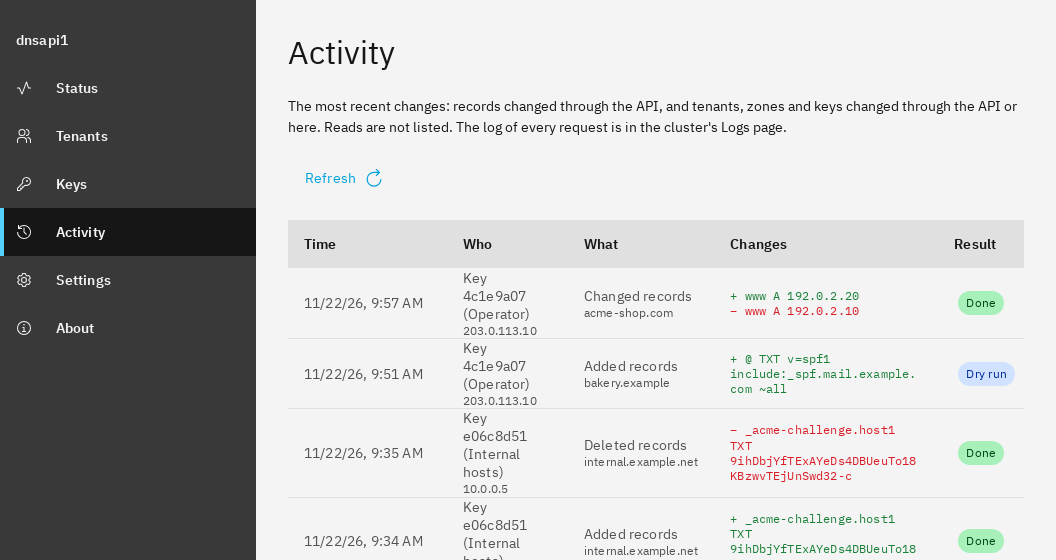 dnsapi1
Status
Tenants
Keys
Activity
Settings
About
Activity
The most recent changes: records changed through the API, and tenants, zones and keys changed through the API or
here. Reads are not listed. The log of every request is in the cluster's Logs page.
Refresh
Time Who What Changes Result
11/22/26, 9:57 AM
Key
4c1e9a07
(Operator)
203.0.113.10
Changed records
acme-shop.com
+ www A 192.0.2.20
− www A 192.0.2.10
Done
11/22/26, 9:51 AM
Key
4c1e9a07
(Operator)
203.0.113.10
Added records
bakery.example
+ @ TXT v=spf1
include:_spf.mail.example.
com ~all
Dry run
11/22/26, 9:35 AM
Key
e06c8d51
(Internal
hosts)
10.0.0.5
Deleted records
internal.example.net
− _acme-challenge.host1
TXT
9ihDbjYfTExAYeDs4DBUeuTo18
KBzwvTEjUnSwd32-c
Done
11/22/26, 9:34 AM
Key
e06c8d51
(Internal
hosts)
Added records
internal.example.net
+ _acme-challenge.host1
TXT
9ihDbjYfTExAYeDs4DBUeuTo18
Done